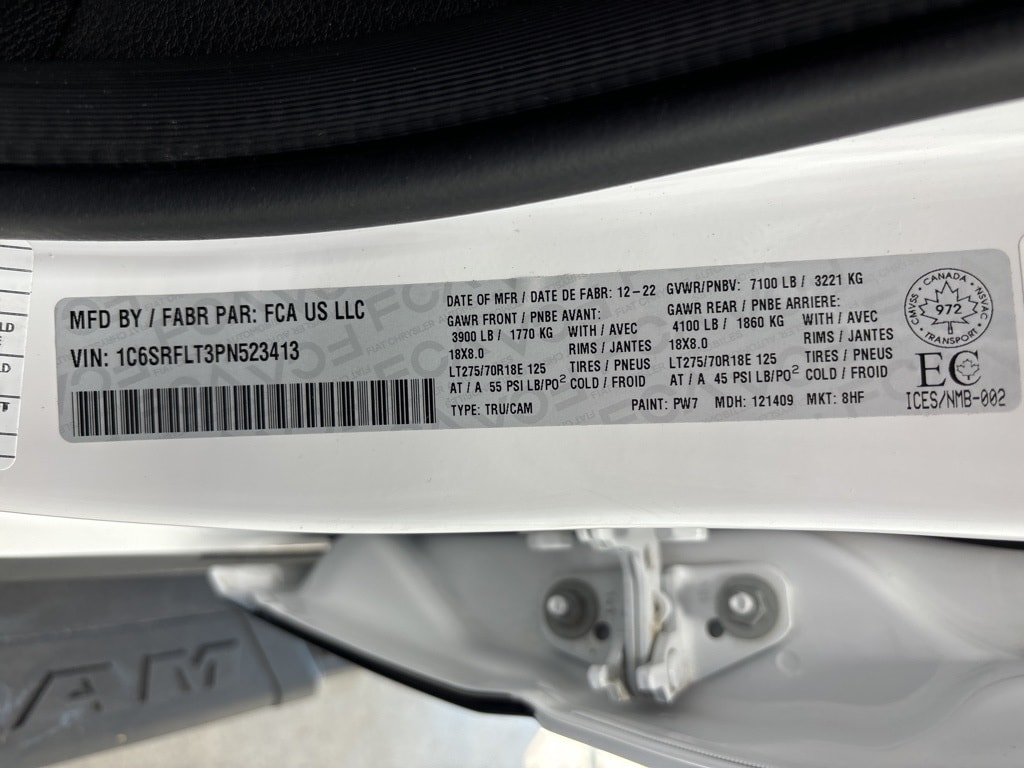 MFD BY / FABR PAR: FCA US LLC
VIN: 1C6SRFLT3PN523413
DATE OF MFR / DATE DE FABR: 12-22 GVWR/PNBV: 7100 LB / 3221 KG
GAWR FRONT / PNBE AVANT:
3900 LB / 1770 KG WITH / AVEC
18X8.0 RIMS / JANTES
LT275/70R18E 125 TIRES / PNEUS
AT / A 55 PSI LB/PO² COLD / FROID
GAWR REAR / PNBE ARRIERE:
4100 LB / 1860 KG WITH / AVEC
18X8.0 RIMS / JANTES
LT275/70R18E 125 TIRES / PNEUS
AT / A 45 PSI LB/PO² COLD / FROID
TYPE: TRU/CAM PAINT: PW7 MDH: 121409 MKT: 8HF
CANADA
CMVSS
NSVAC
972
TRANSPORT
EC
ICES/NMB-002
LD
E
LD
AM